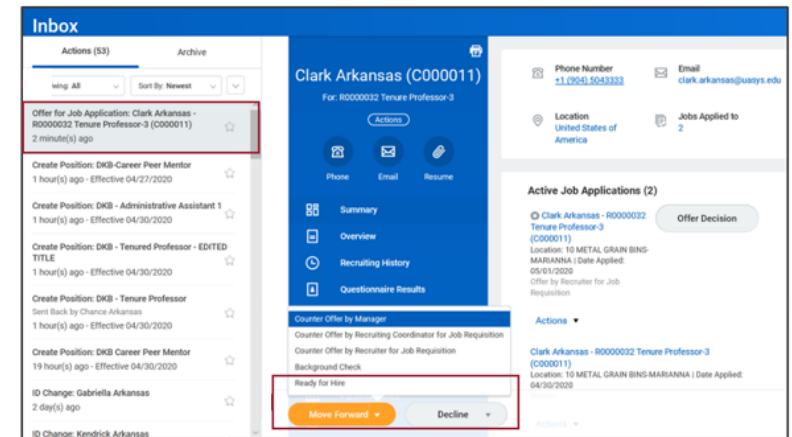 Inbox
Actions (53)
Archive
wing: All
Sort By: Newest
Offer for Job Application: Clark Arkansas -
R0000032 Tenure Professor-3 (C000011)
2 minute(s) ago
Create Position: DKB-Career Peer Mentor
1 hour(s) ago - Effective 04/27/2020
Create Position: DKB - Administrative Assistant 1
1 hour(s) ago - Effective 04/30/2020
Create Position: DKB - Tenured Professor - EDITED
TITLE
1 hour(s) ago - Effective 04/30/2020
Create Position: DKB - Tenure Professor
Sent Back by Chance Arkansas
1 hour(s) ago - Effective 04/30/2020
Create Position: DKB Career Peer Mentor
19 hour(s) ago - Effective 04/30/2020
ID Change: Gabriella Arkansas
2 day(s) ago
ID Change: Kendrick Arkansas
Clark Arkansas (C000011)
For: R0000032 Tenure Professor-3
Actions
Phone
Email
Resume
Summary
Overview
Recruiting History
Questionnaire Results
Counter Offer by Manager
Counter Offer by Recruiting Coordinator for Job Requisition
Counter Offer by Recruiter for Job Requisition
Background Check
Ready for Hire
Move Forward
Decline
Phone Number
+1 (904) 5043333
Email
clark.arkansas@uasys.edu
Location
United States of
America
Jobs Applied to
2
Active Job Applications (2)
Clark Arkansas - R0000032
Tenure Professor-3
(C000011)
Location: 10 METAL GRAIN BINS-
MARIANNA | Date Applied:
05/01/2020
Offer by Recruiter for Job
Requisition
Offer Decision
Actions
Clark Arkansas - R0000032 Tenure Professor-3
(C000011)
Location: 10 METAL GRAIN BINS-MARIANNA | Date Applied:
04/30/2020
Actions